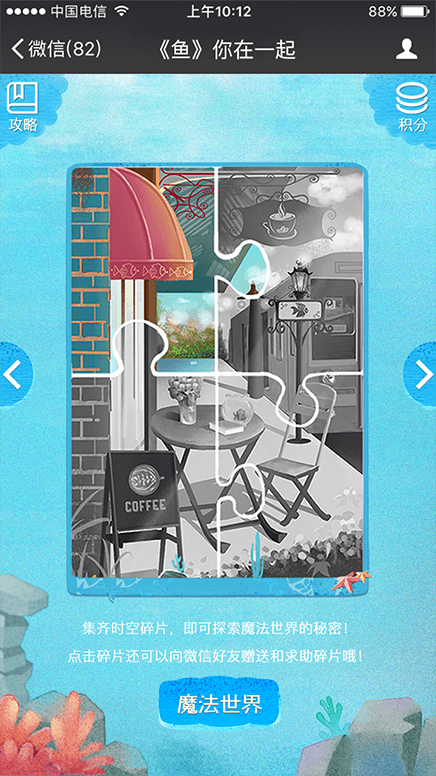 中国电信
上午10:12
88%
微信(82)
《鱼》你在一起
攻略
积分
COFFEE
集齐时空碎片，即可探索魔法世界的秘密！
点击碎片还可以向微信好友赠送和求助碎片哦！
魔法世界